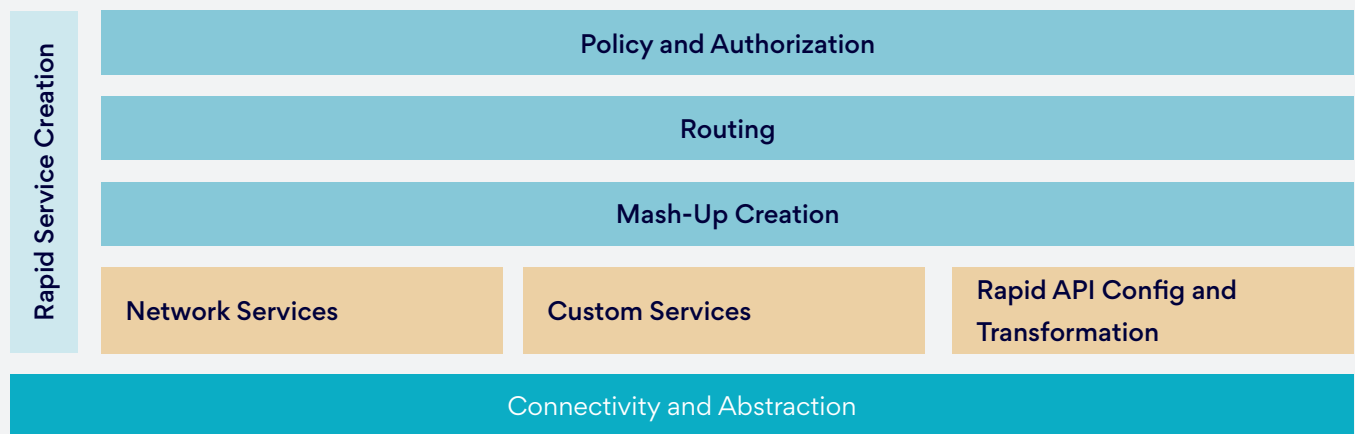 Rapid Service Creation
Policy and Authorization
Routing
Mash-Up Creation
Network Services
Custom Services
Rapid API Config and
Transformation
Connectivity and Abstraction